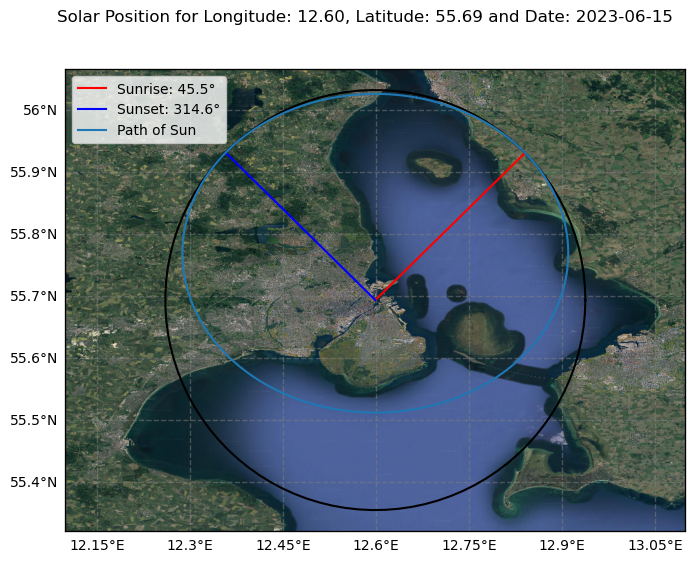 Solar Position for Longitude: 12.60, Latitude: 55.69 and Date: 2023-06-15
Sunrise: 45.5°
Sunset: 314.6°
Path of Sun
56°N
55.9°N
55.8°N
55.7°N
55.6°N
55.5°N
55.4°N
12.15°E 12.3°E 12.45°E 12.6°E 12.75°E 12.9°E 13.05°E